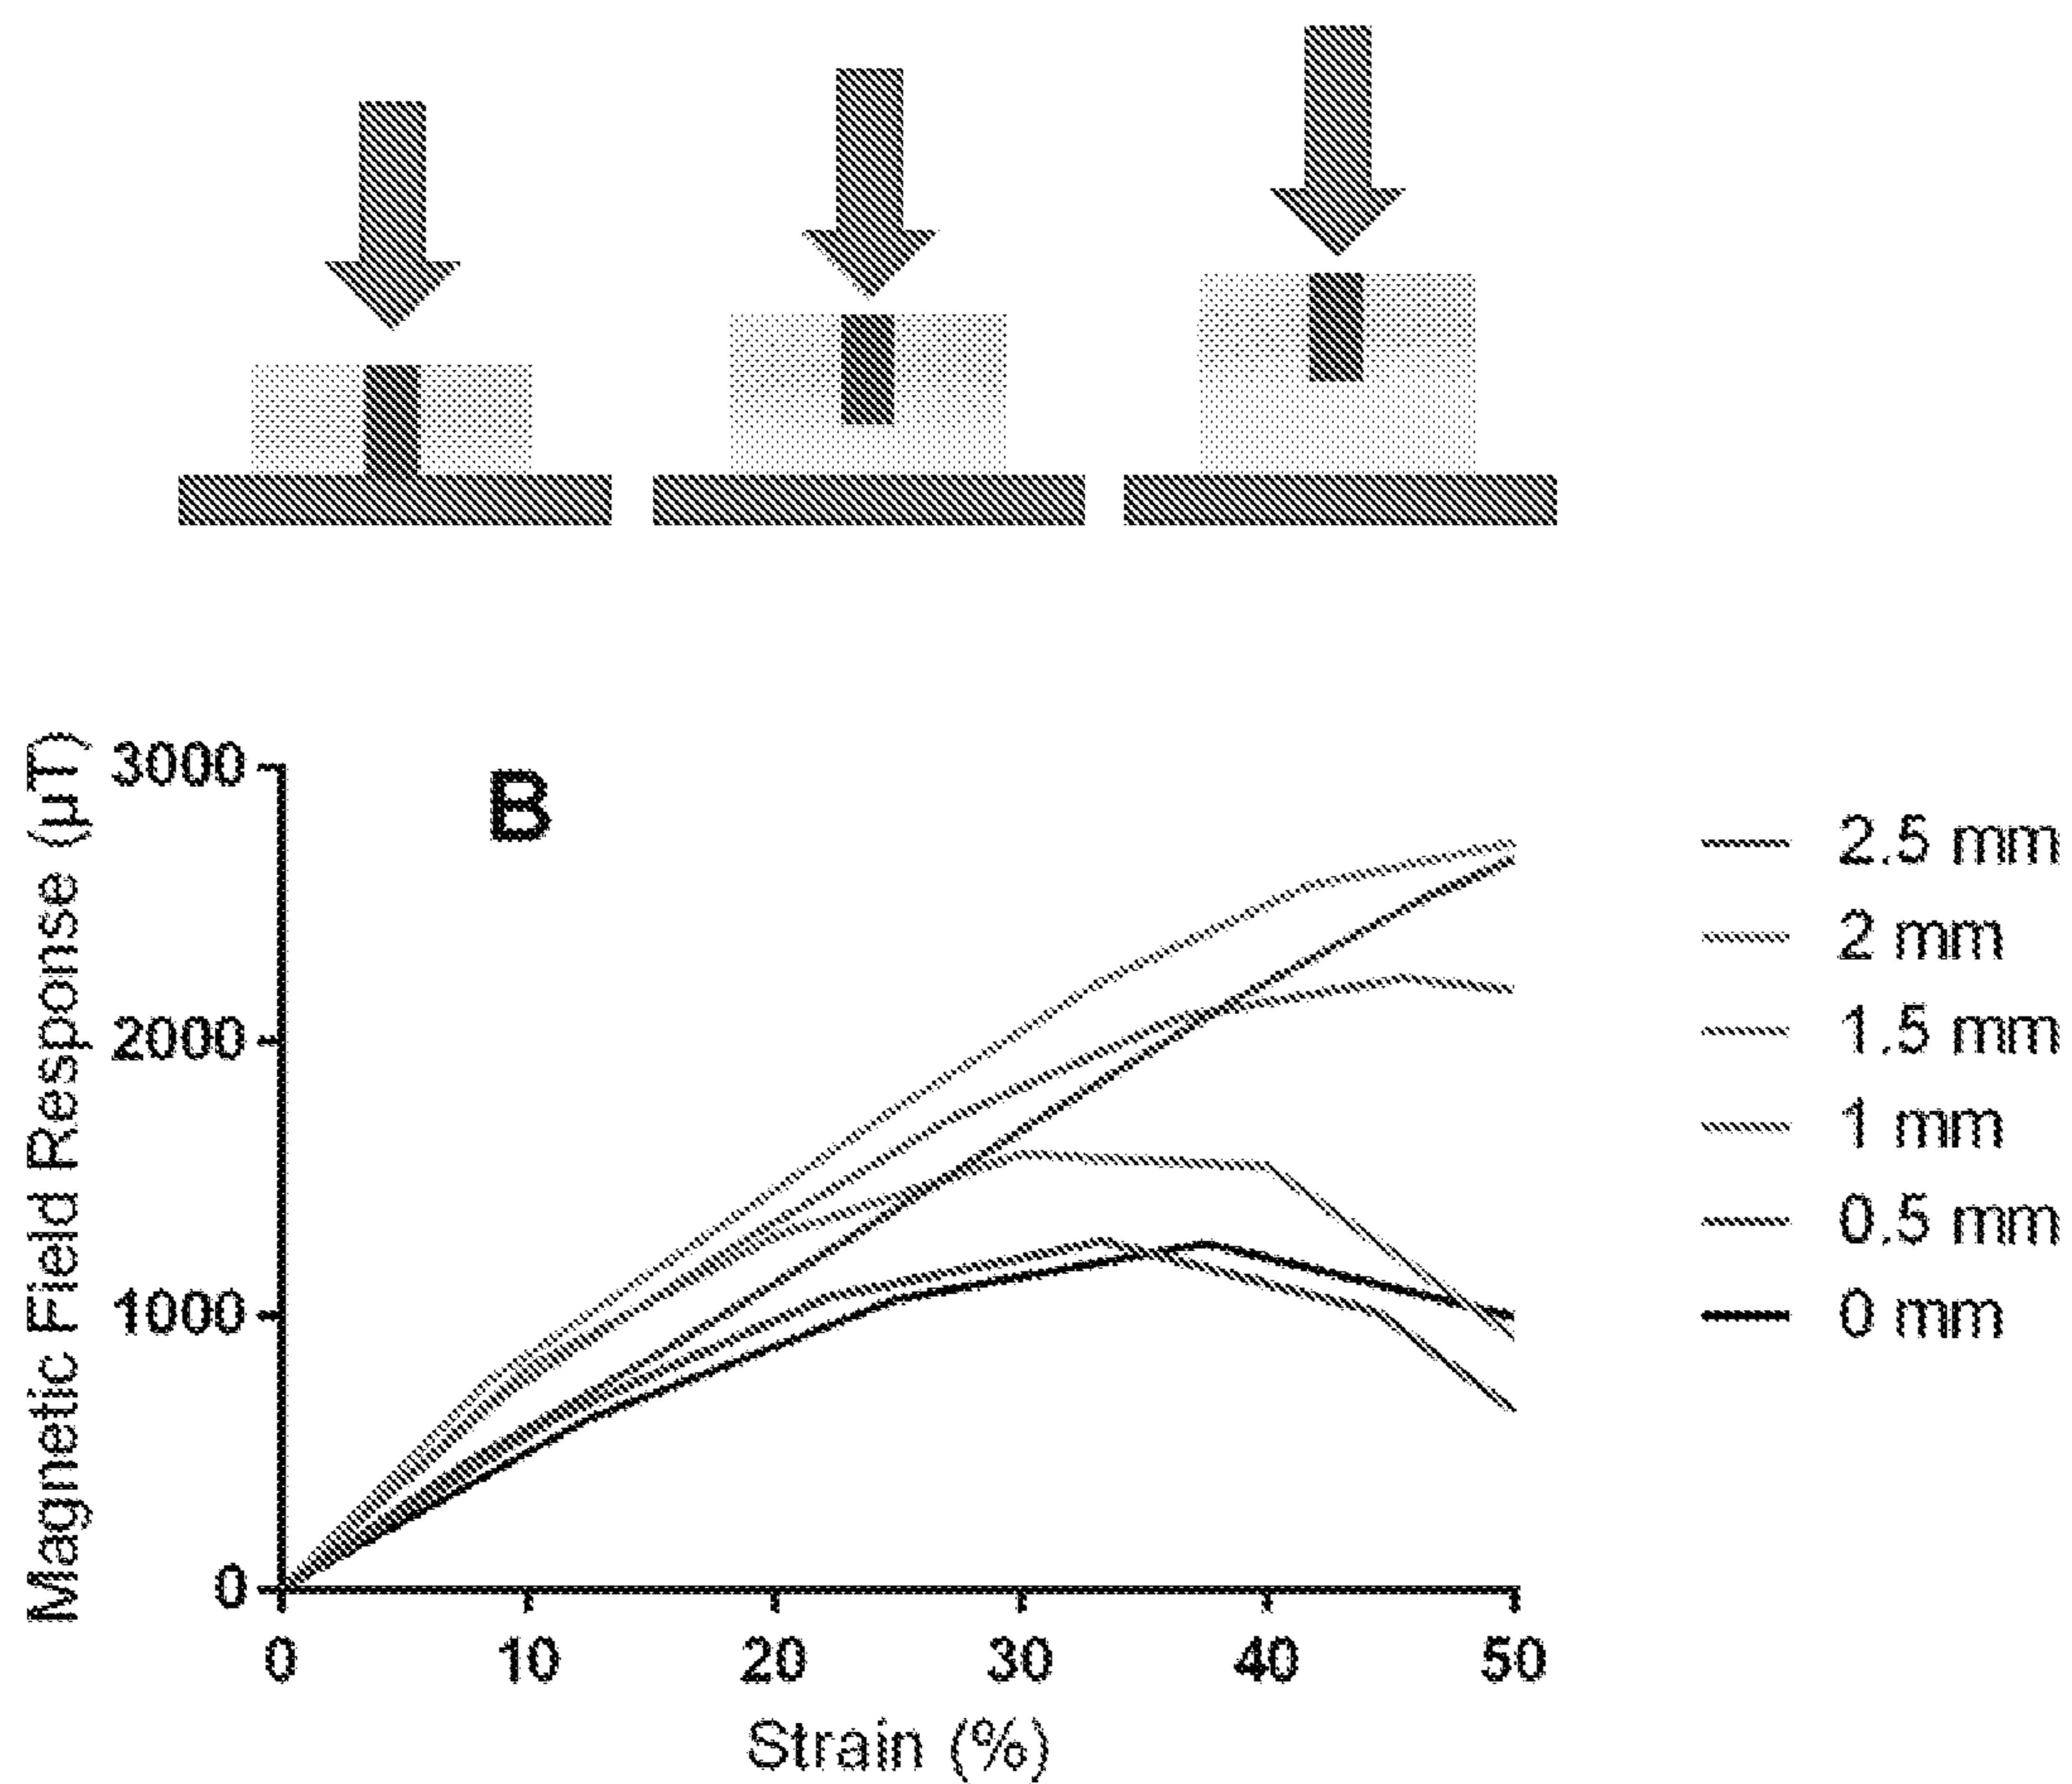 B
Magnetic Field Response (µT)
3000
2000
1000
0
0 10 20 30 40 50
Strain (%)
2.5 mm
2 mm
1.5 mm
1 mm
0.5 mm
0 mm